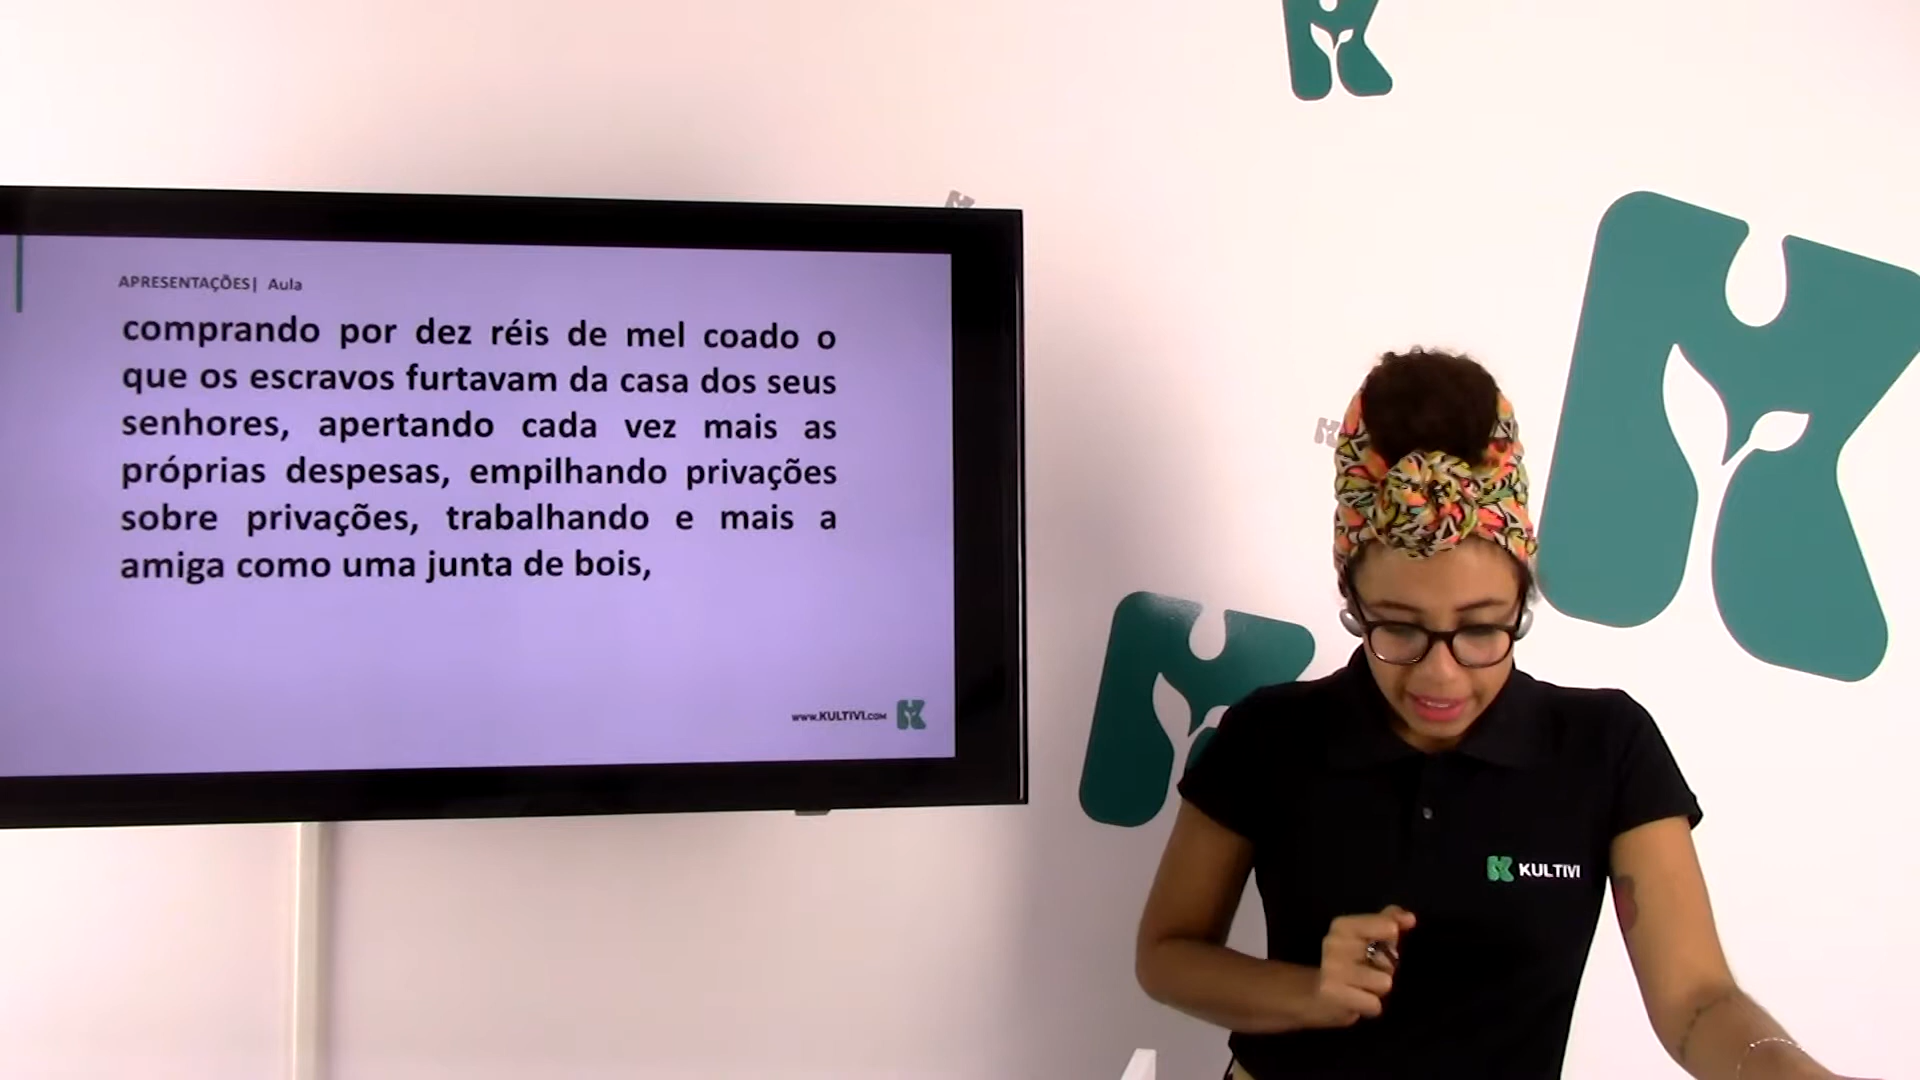 APRESENTAÇÕES| Aula
comprando por dez réis de mel coado o
que os escravos furtavam da casa dos seus
senhores, apertando cada vez mais as
próprias despesas, empilhando privações
sobre privações, trabalhando e mais a
amiga como uma junta de bois,
www.KULTIVI.com
KULTIVI